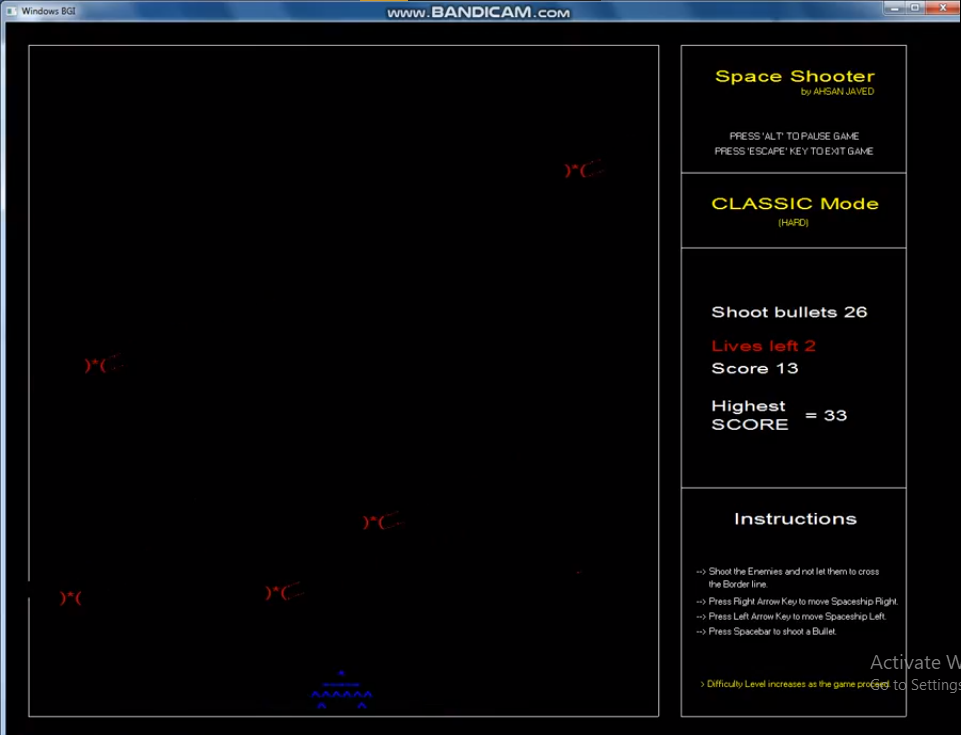 Windows BGI
www.BANDICAM.com
Space Shooter
by AHSAN JAVED
PRESS 'ALT' TO PAUSE GAME
PRESS 'ESCAPE' KEY TO EXIT GAME
CLASSIC Mode
(HARD)
Shoot bullets 26
Lives left 2
Score 13
Highest
SCORE = 33
Instructions
--> Shoot the Enemies and not let them to cross
the Border line.
--> Press Right Arrow Key to move Spaceship Right.
--> Press Left Arrow Key to move Spaceship Left.
--> Press Spacebar to shoot a Bullet.
> Difficulty Level increases as the game proceed.
Activate W
Go to Settings
)*(
)*(
)*(
)*(
)*(